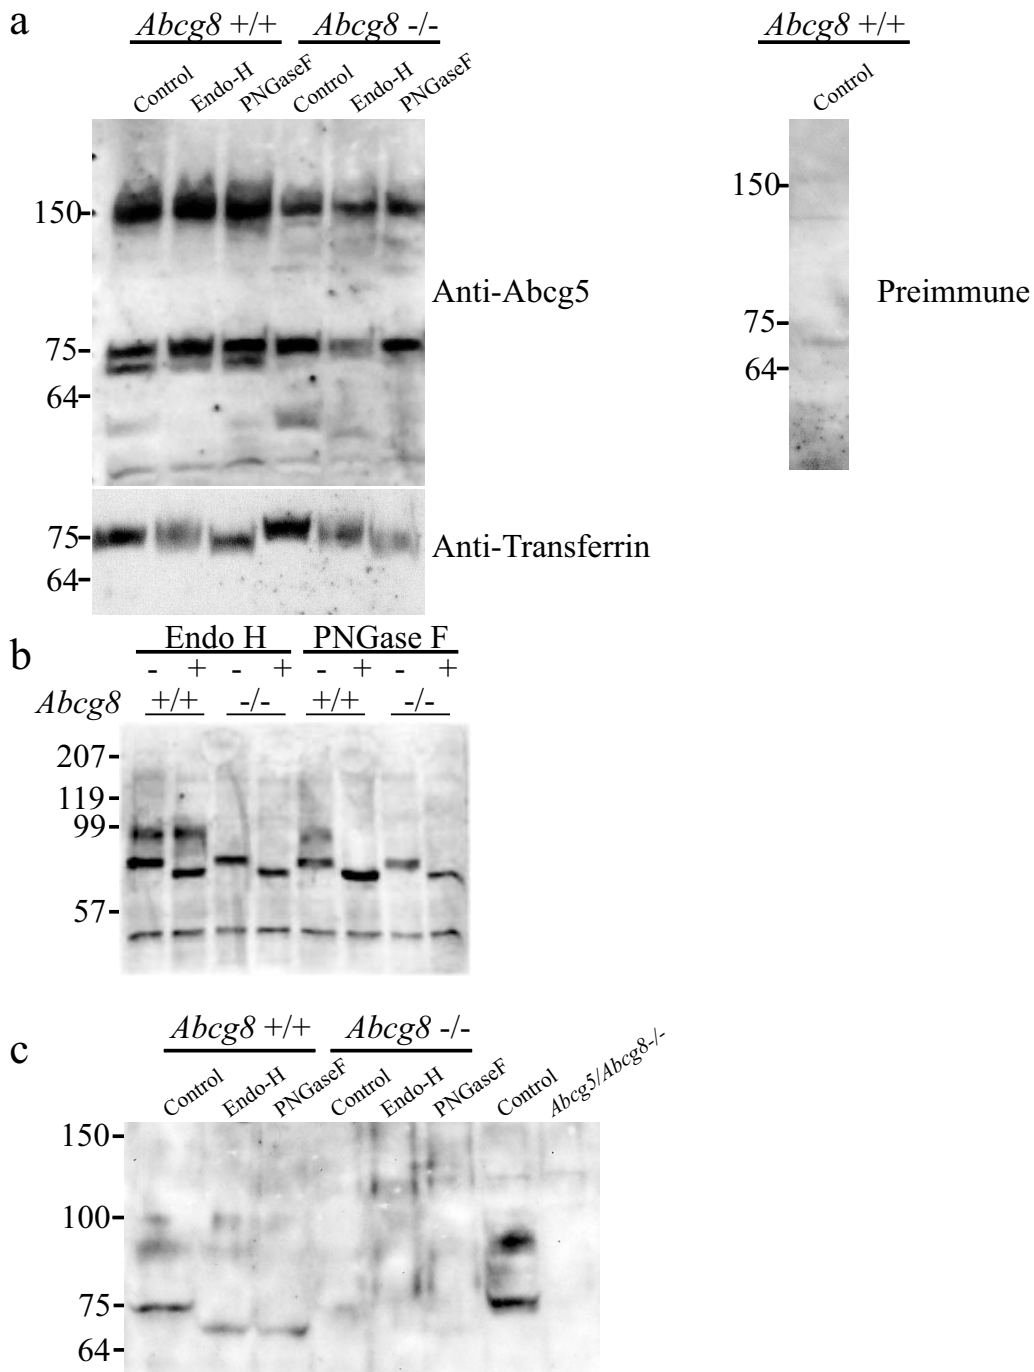 a
Abcg8 +/+ Abcg8 -/- Abcg8 +/+
Control Endo-H PNGaseF Control Endo-H PNGaseF Control
150
75
64
Anti-Abcg5
150
75
64
Preimmune
75
64
Anti-Transferrin
b
Endo H PNGase F
- + - + - + - +
Abcg8 +/+ -/- +/+ -/-
207
119
99
57
c
Abcg8 +/+ Abcg8 -/-
Control Endo-H PNGaseF Control Endo-H PNGaseF Control Abcg5/Abcg8-/-
150
100
75
64